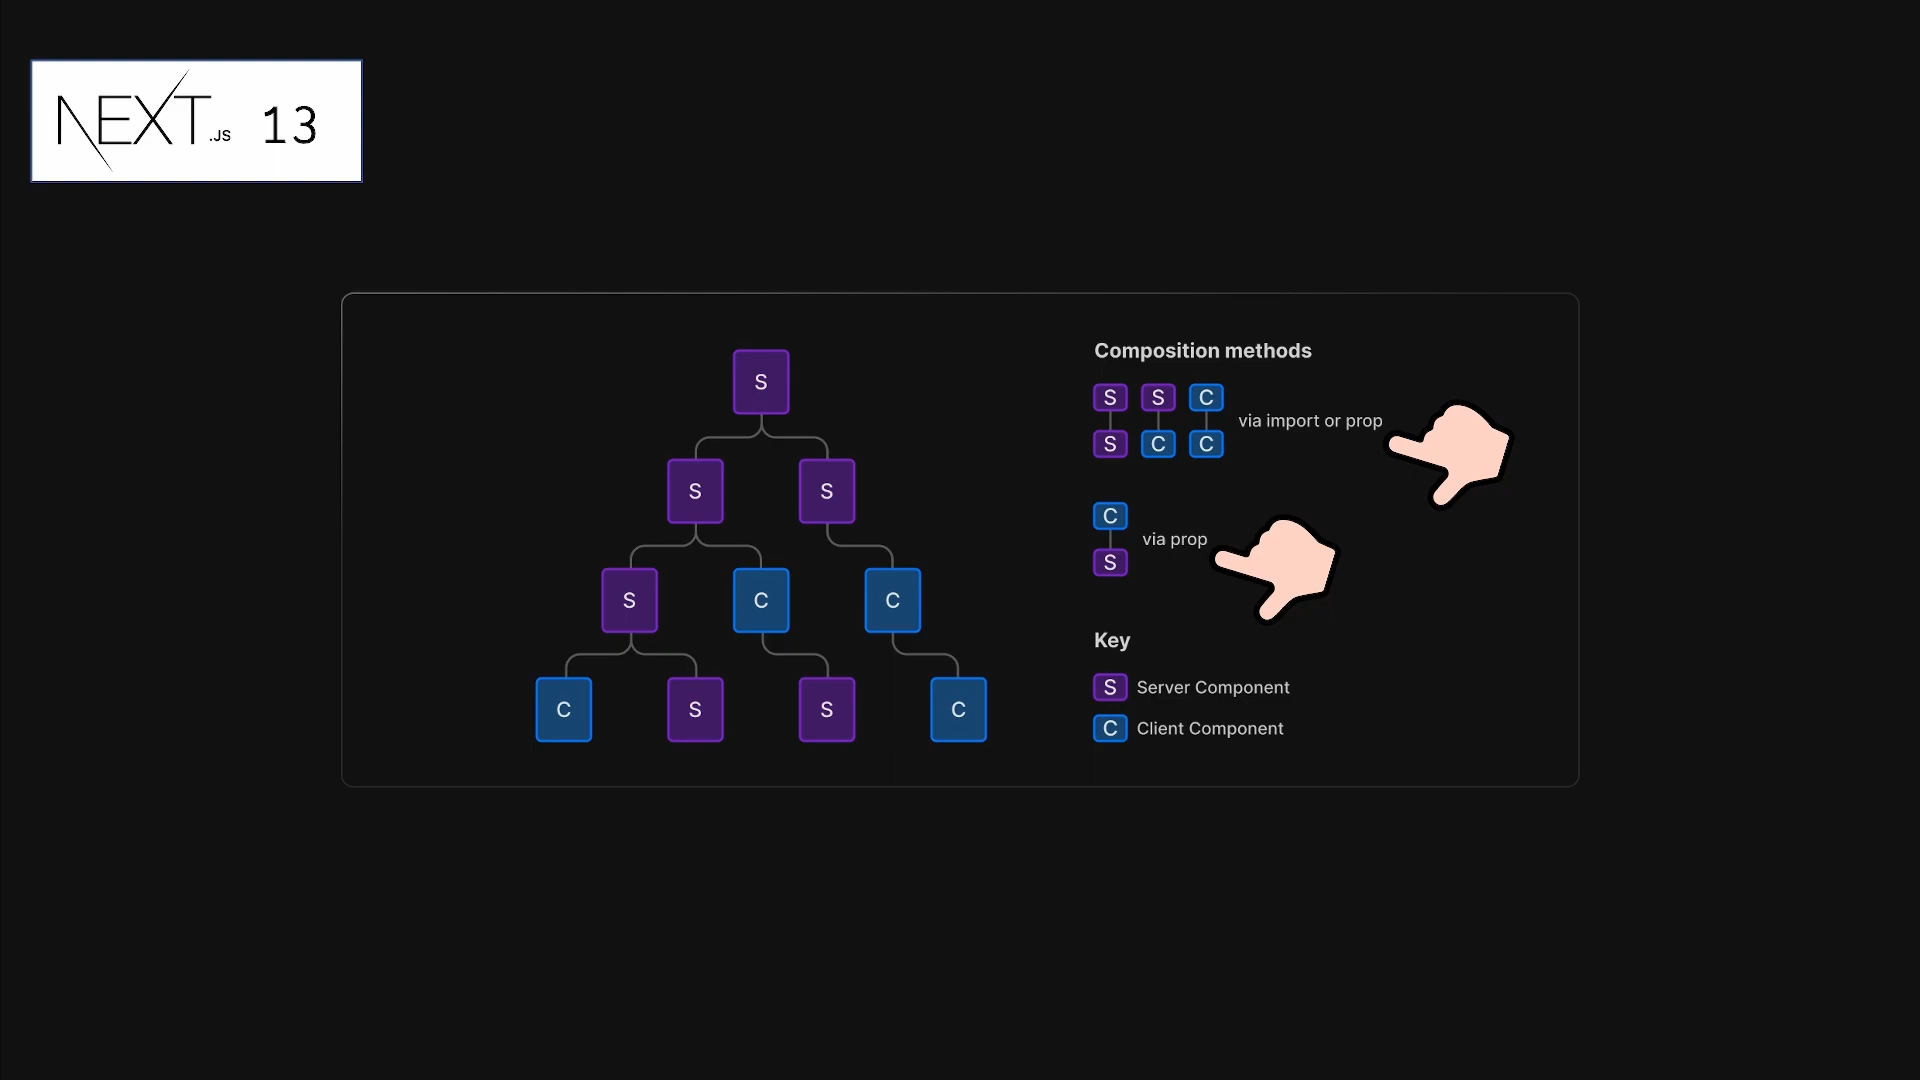 NEXT.JS 13
S
S S
S C C
C S S C
Composition methods
S S C
via import or prop
S C C
C
via prop
S
Key
S Server Component
C Client Component